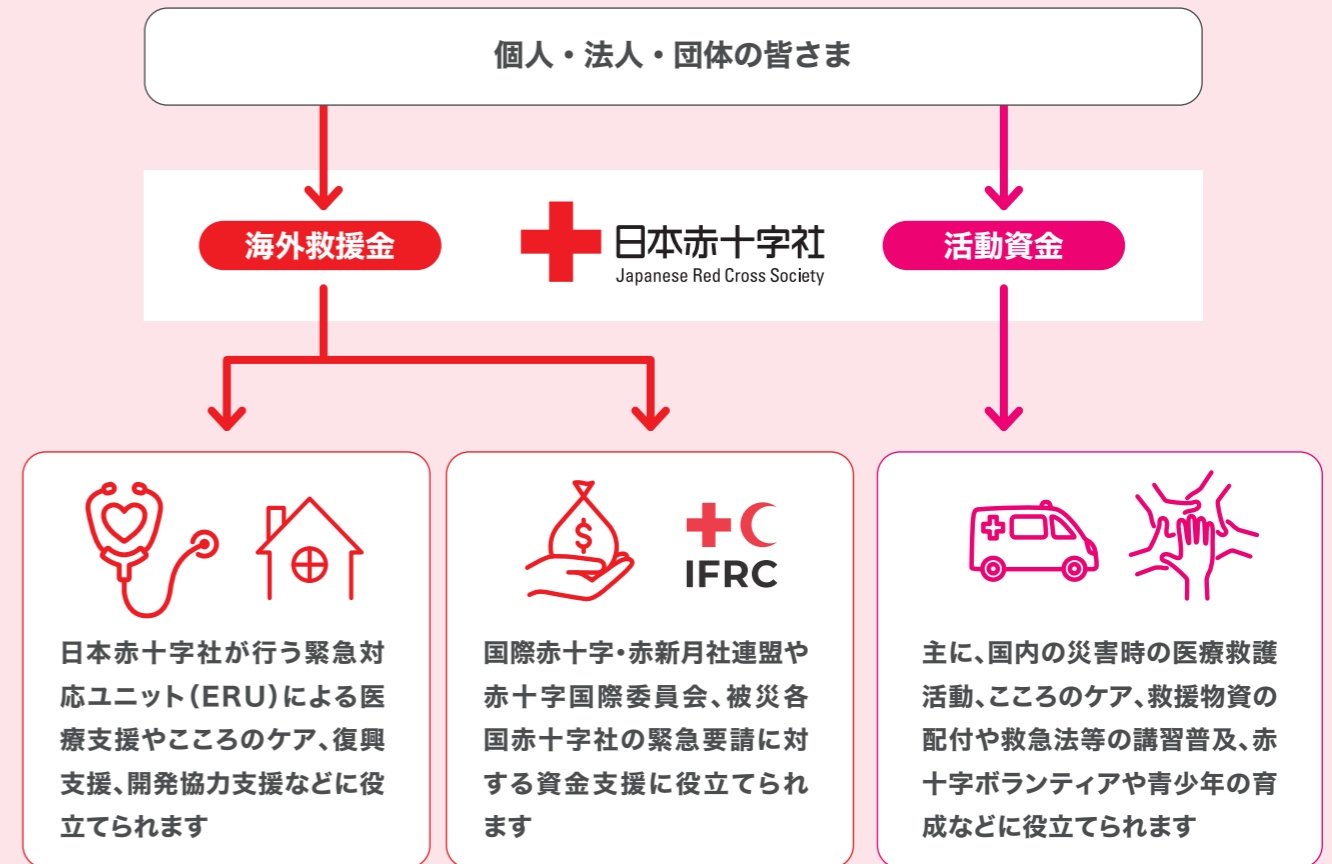 個人・法人・団体の皆さま
海外救援金
日本赤十字社
Japanese Red Cross Society
活動資金
$
IFRC
日本赤十字社が行う緊急対
応ユニット(ERU)による医
療支援やこころのケア、復興
支援、開発協力支援などに役
立てられます
国際赤十字・赤新月社連盟や
赤十字国際委員会、被災各
国赤十字社の緊急要請に対
する資金支援に役立てられ
ます
主に、国内の災害時の医療救護
活動、こころのケア、救援物資の
配付や救急法等の講習普及、赤
十字ボランティアや青少年の育
成などに役立てられます